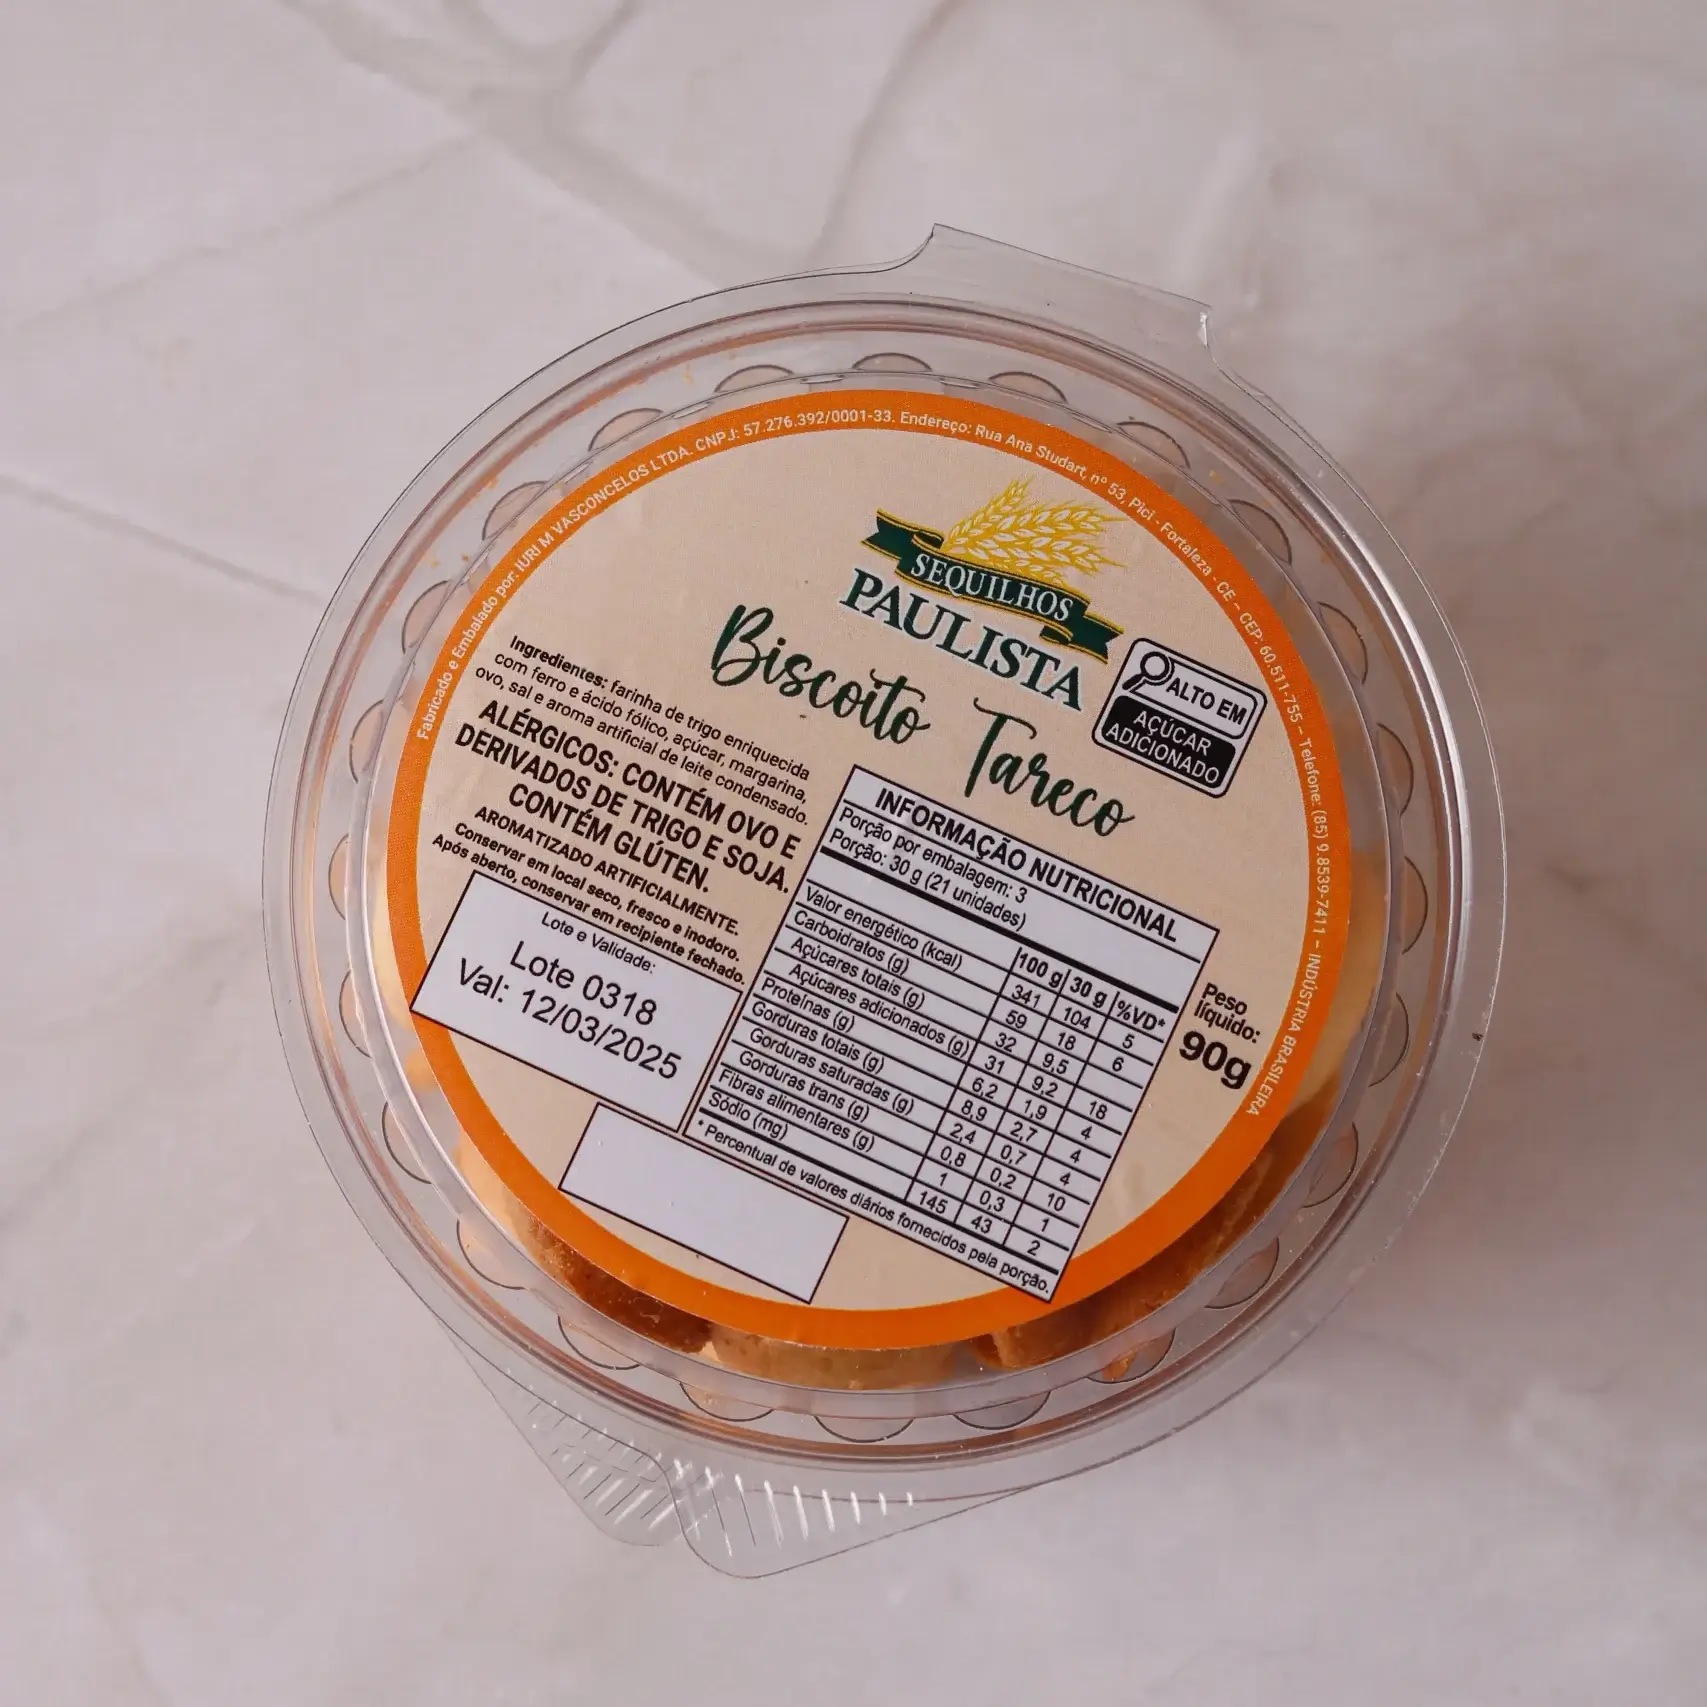 Fabricado e Embalado por: IURI M VASCONCELOS LTDA. CNPJ: 57.276.392/0001-33. Endereço: Rua Ana Studart, nº 53, Pici - Fortaleza - CE - CEP: 60.511-755 - Telefone: (85) 9.8539-7411 - INDÚSTRIA BRASILEIRA
SEQUILHOS
PAULISTA
Biscoito Tareco
ALTO EM
AÇÚCAR
ADICIONADO
Ingredientes: farinha de trigo enriquecida
com ferro e ácido fólico, açúcar, margarina,
ovo, sal e aroma artificial de leite condensado.
ALÉRGICOS: CONTÉM OVO E
DERIVADOS DE TRIGO E SOJA.
CONTÉM GLÚTEN.
AROMATIZADO ARTIFICIALMENTE.
Conservar em local seco, fresco e inodoro.
Após aberto, conservar em recipiente fechado.
Lote e Validade:
Lote 0318
Val: 12/03/2025
INFORMAÇÃO NUTRICIONAL
Porção por embalagem: 3
Porção: 30 g (21 unidades)
100 g 30 g %VD*
Valor energético (kcal) 341 104 5
Carboidratos (g) 59 18 6
Açúcares totais (g) 32 9,5
Açúcares adicionados (g) 31 9,2 18
Proteínas (g) 6,2 1,9 4
Gorduras totais (g) 8,9 2,7 4
Gorduras saturadas (g) 2,4 0,7 4
Gorduras trans (g) 0,8 0,2 10
Fibras alimentares (g) 1 0,3 1
Sódio (mg) 145 43 2
* Percentual de valores diários fornecidos pela porção.
Peso
líquido:
90g